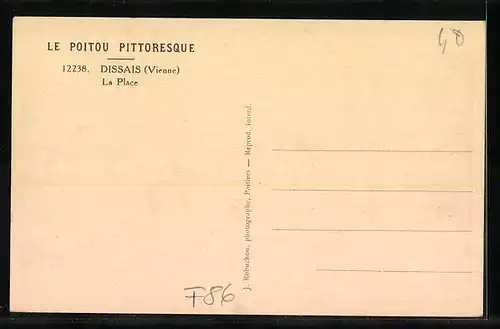 LE POITOU PITTORESQUE
12238. DISSAIS (Vienne)
La Place
J. Robuchon, photographe, Poitiers — Reprod. interd.
F86